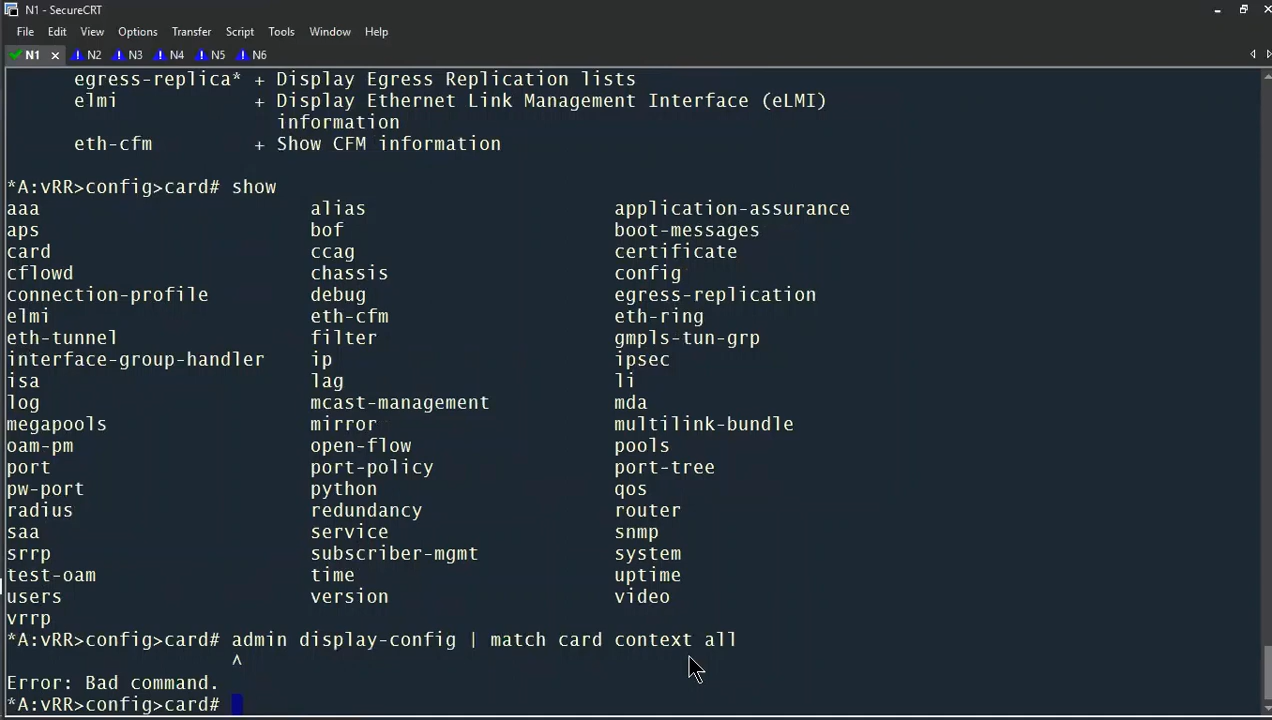 N1 - SecureCRT
File Edit View Options Transfer Script Tools Window Help
N1 N2 N3 N4 N5 N6
egress-replica* + Display Egress Replication lists
elmi + Display Ethernet Link Management Interface (eLMI)
information
eth-cfm + Show CFM information
*A:vRR>config>card# show
aaa alias application-assurance
aps bof boot-messages
card ccag certificate
cflowd chassis config
connection-profile debug egress-replication
elmi eth-cfm eth-ring
eth-tunnel filter gmpls-tun-grp
interface-group-handler ip ipsec
isa lag li
log mcast-management mda
megapools mirror multilink-bundle
oam-pm open-flow pools
port port-policy port-tree
pw-port python qos
radius redundancy router
saa service snmp
srrp subscriber-mgmt system
test-oam time uptime
users version video
vrrp
*A:vRR>config>card# admin display-config | match card context all
^
Error: Bad command.
*A:vRR>config>card#